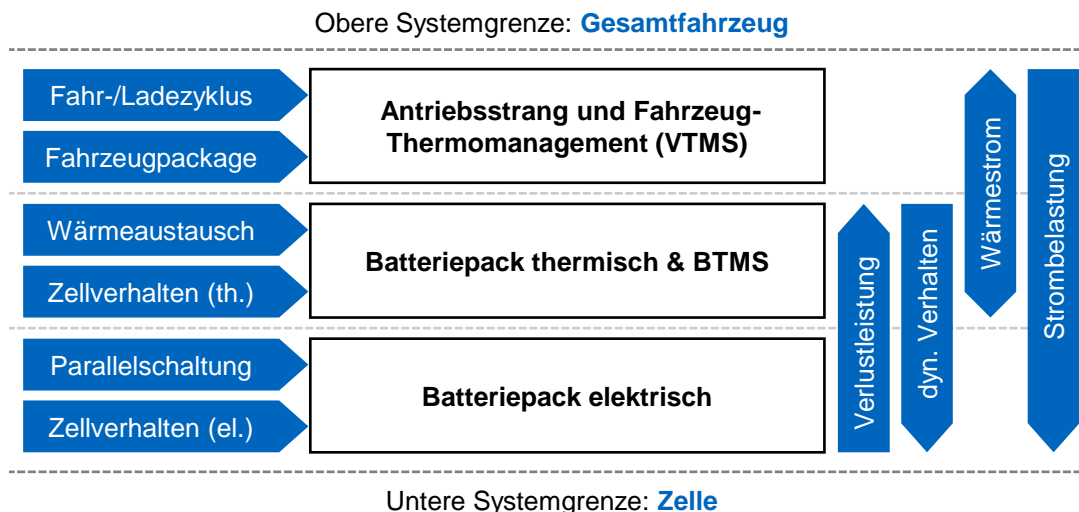 Obere Systemgrenze: Gesamtfahrzeug
Fahr-/Ladezyklus
Fahrzeugpackage
Antriebsstrang und Fahrzeug-
Thermomanagement (VTMS)
Wärmeaustausch
Zellverhalten (th.)
Batteriepack thermisch & BTMS
Parallelschaltung
Zellverhalten (el.)
Batteriepack elektrisch
Verlustleistung
dyn. Verhalten
Wärmestrom
Strombelastung
Untere Systemgrenze: Zelle